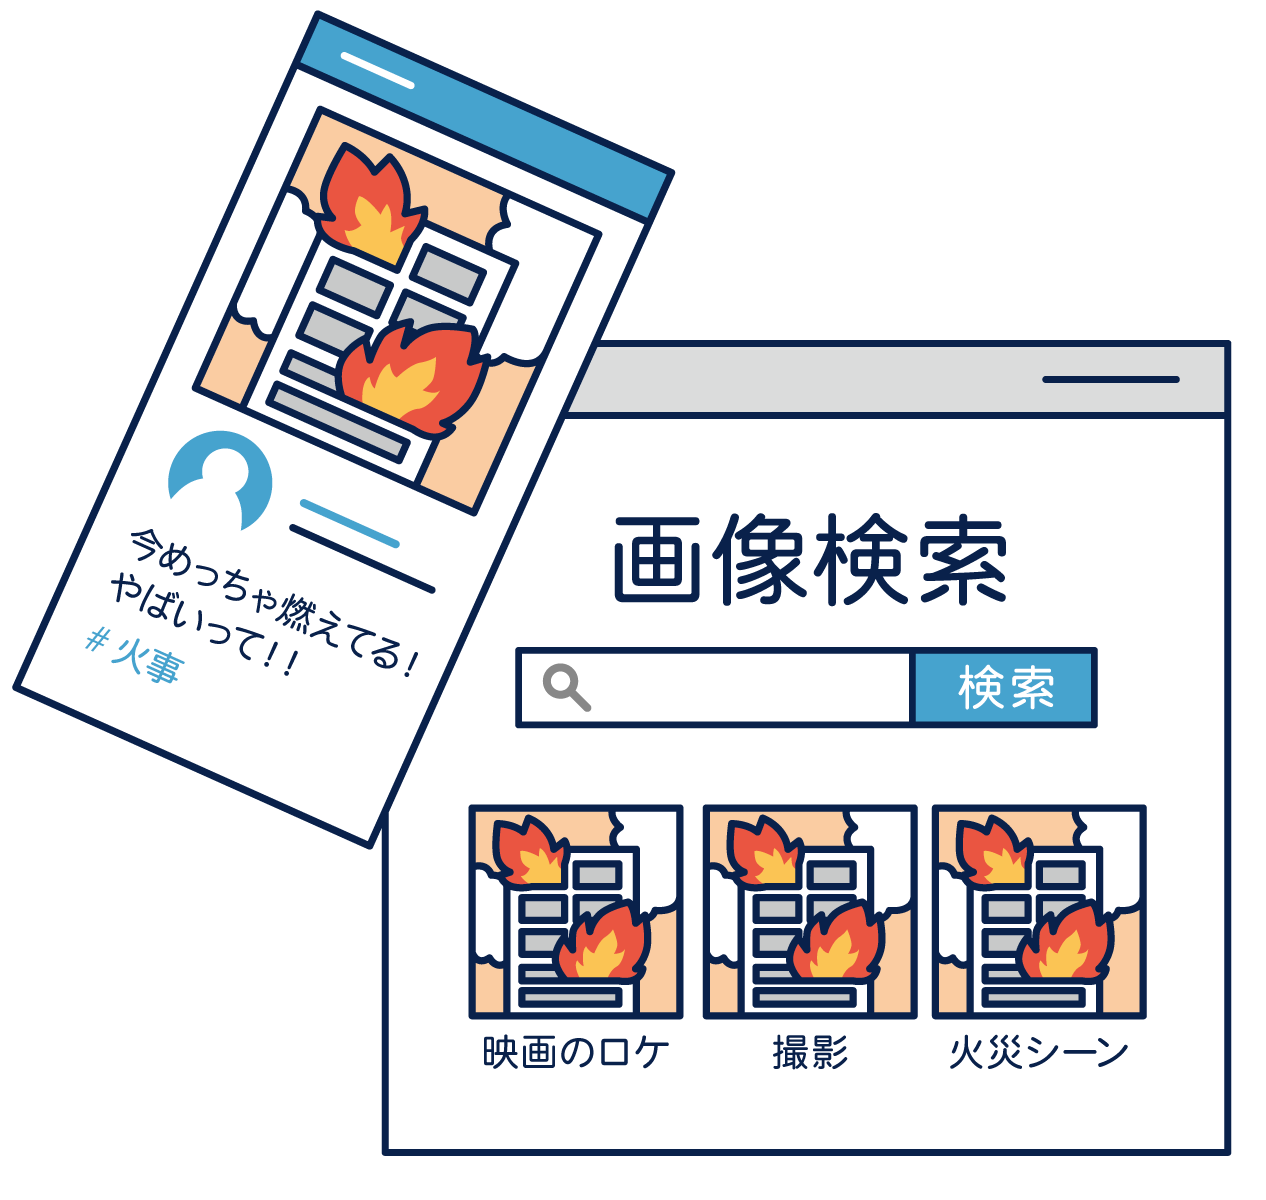 今めっちゃ燃えてる!
やばいって!!
#火事
画像検索
検索
映画のロケ
撮影
火災シーン